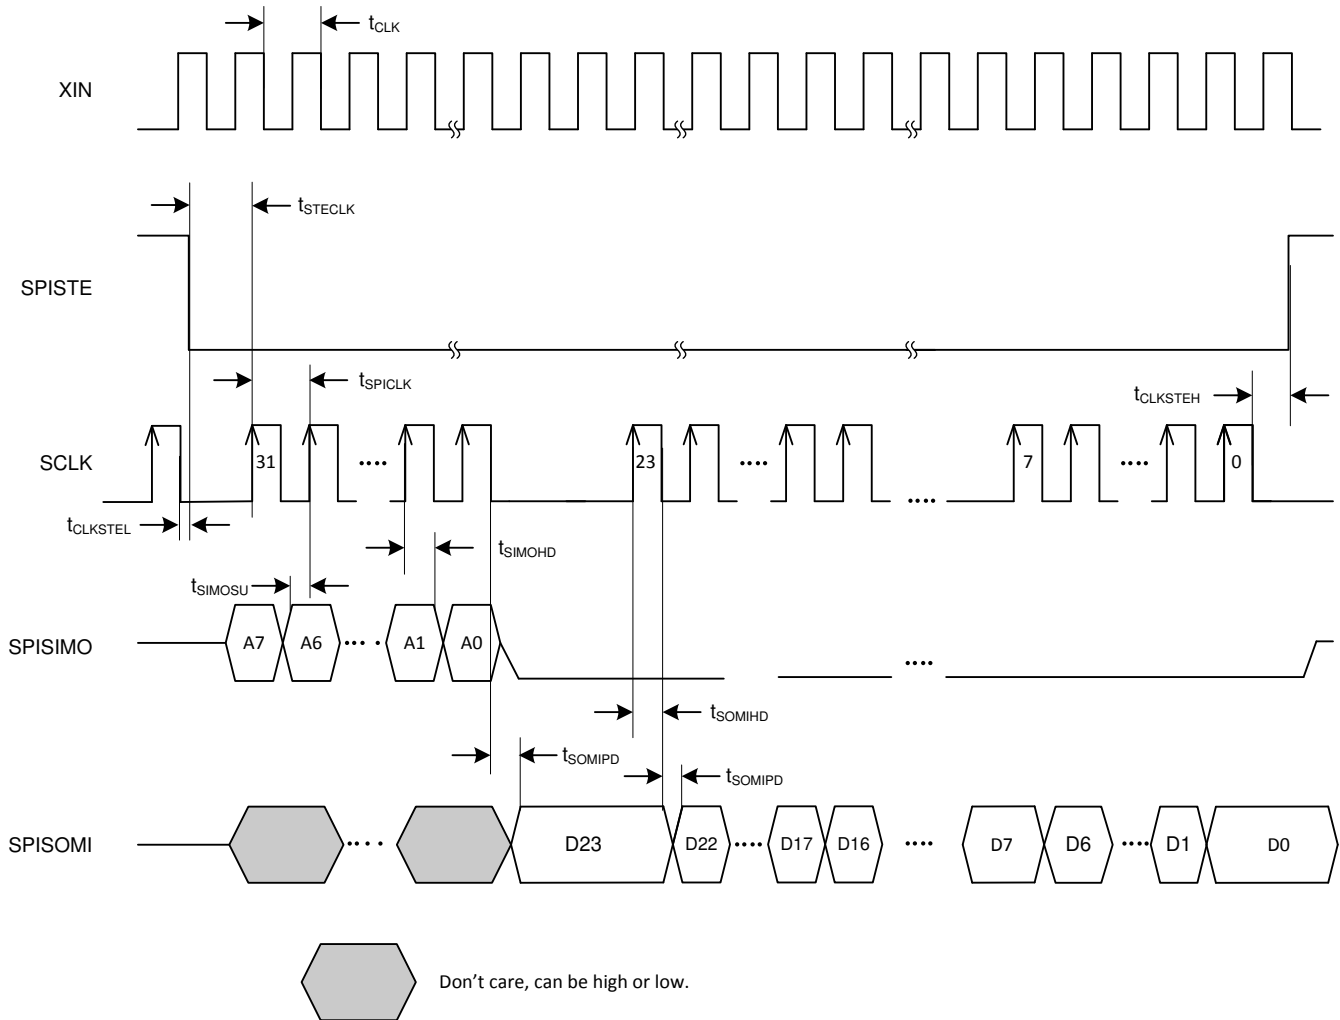 tCLK
XIN
tSTECLK
SPISTE
tSPICLK
tCLKSTEH
SCLK
31
....
23
....
....
7
....
0
tCLKSTEL
tSIMOHD
tSIMOSU
SPISIMO
A7
A6
....
A1
A0
....
tSOMIHD
tSOMIPD
tSOMIPD
SPISOMI
....
D23
D22
....
D17
D16
....
D7
D6
....
D1
D0
Don’t care, can be high or low.